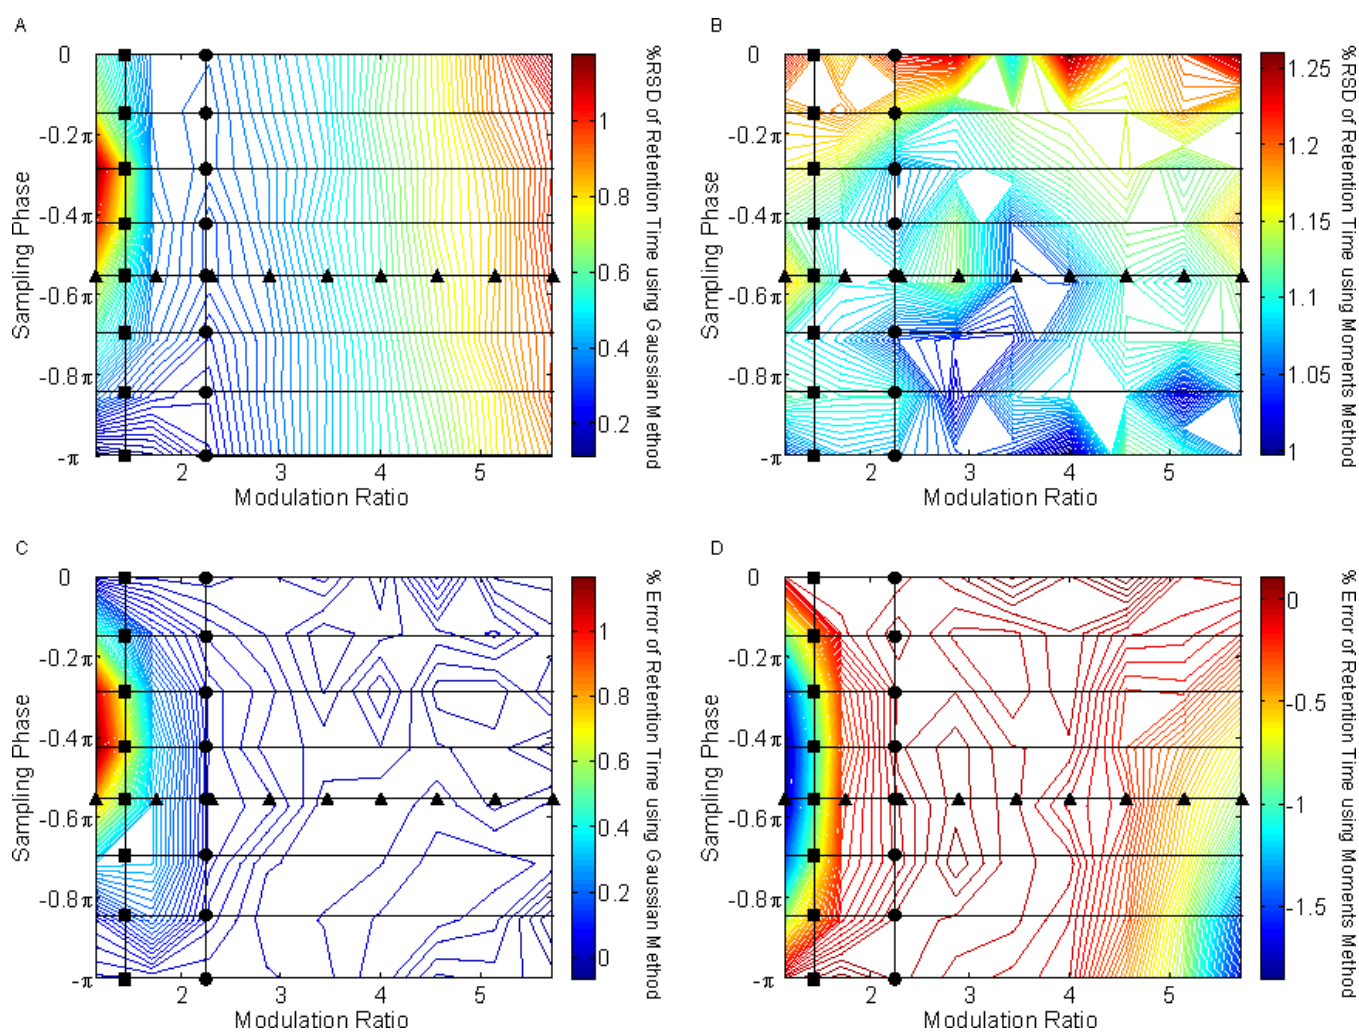 A
0
-0.2π
-0.4π
-0.6π
-0.8π
-π
2
3
4
5
Sampling Phase
Modulation Ratio
1
0.8
0.6
0.4
0.2
%RSD of Retention Time using Gaussian Method
B
0
-0.2π
-0.4π
-0.6π
-0.8π
-π
2
3
4
5
Sampling Phase
Modulation Ratio
1.25
1.2
1.15
1.1
1.05
1
%RSD of Retention Time using Moments Method
C
0
-0.2π
-0.4π
-0.6π
-0.8π
-π
2
3
4
5
Sampling Phase
Modulation Ratio
1
0.8
0.6
0.4
0.2
0
% Error of Retention Time using Gaussian Method
D
0
-0.2π
-0.4π
-0.6π
-0.8π
-π
2
3
4
5
Sampling Phase
Modulation Ratio
0
-0.5
-1
-1.5
% Error of Retention Time using Moments Method